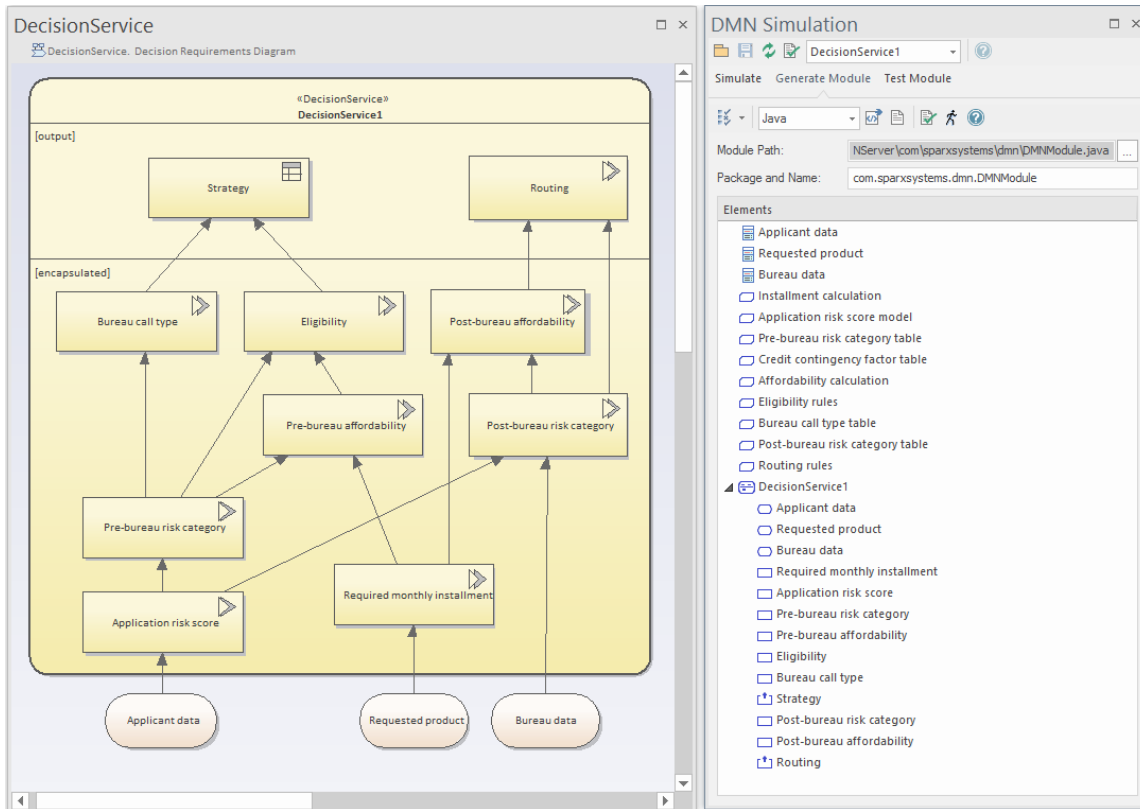 DecisionService
DecisionService. Decision Requirements Diagram
«DecisionService»
DecisionService1
[output]
Strategy
Routing
[encapsulated]
Bureau call type
Eligibility
Post-bureau affordability
Pre-bureau affordability
Post-bureau risk category
Pre-bureau risk category
Required monthly installment
Application risk score
Applicant data
Requested product
Bureau data
DMN Simulation
DecisionService1
Simulate Generate Module Test Module
Java
Module Path: NServer\com\sparxsystems\dmn\DMNModule.java ...
Package and Name: com.sparxsystems.dmn.DMNModule
Elements
Applicant data
Requested product
Bureau data
Installment calculation
Application risk score model
Pre-bureau risk category table
Credit contingency factor table
Affordability calculation
Eligibility rules
Bureau call type table
Post-bureau risk category table
Routing rules
DecisionService1
Applicant data
Requested product
Bureau data
Required monthly installment
Application risk score
Pre-bureau risk category
Pre-bureau affordability
Eligibility
Bureau call type
Strategy
Post-bureau risk category
Post-bureau affordability
Routing